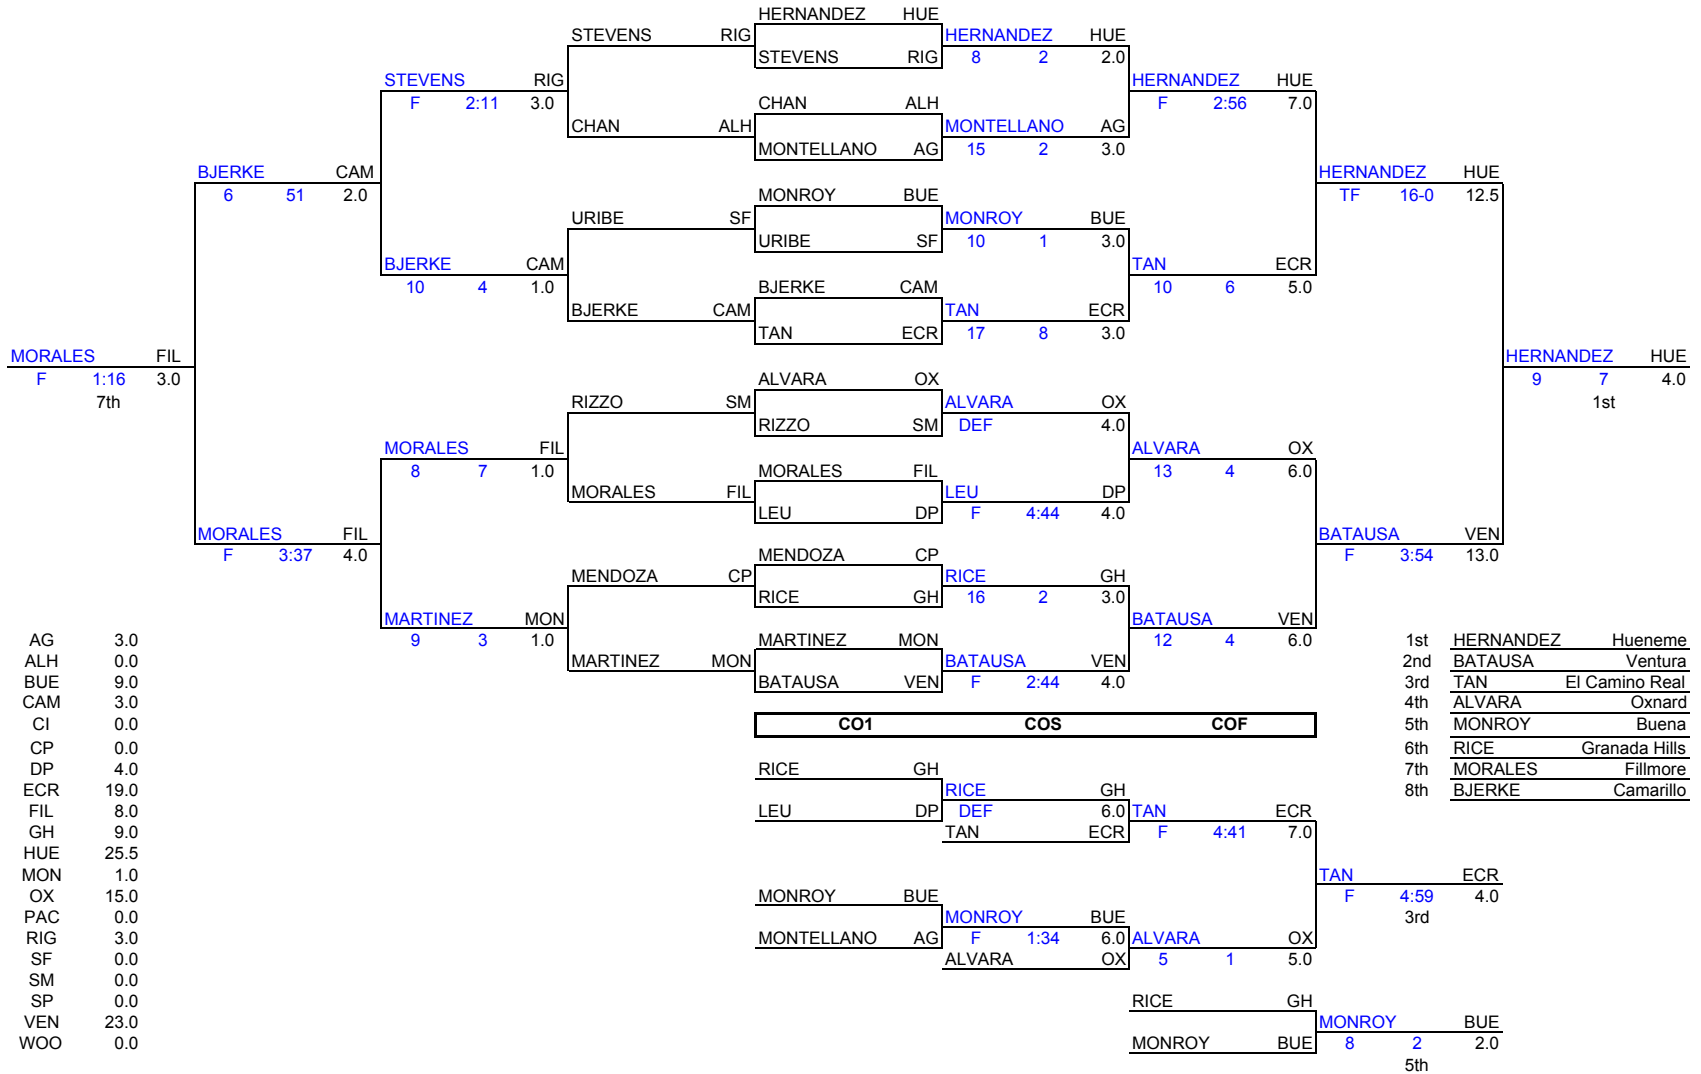 HERNANDEZ HUE
STEVENS RIG HERNANDEZ HUE
STEVENS RIG 8 2 2.0
STEVENS RIG HERNANDEZ HUE
F 2:11 3.0 CHAN ALH F 2:56 7.0
CHAN ALH MONTELLANO AG
MONTELLANO AG 15 2 3.0
BJERKE CAM HERNANDEZ HUE
6 51 2.0 MONROY BUE TF 16-0 12.5
URIBE SF MONROY BUE
URIBE SF 10 1 3.0
BJERKE CAM TAN ECR
10 4 1.0 BJERKE CAM 10 6 5.0
BJERKE CAM TAN ECR
TAN ECR 17 8 3.0
MORALES FIL HERNANDEZ HUE
F 1:16 3.0 ALVARA OX 9 7 4.0
7th RIZZO SM ALVARA OX 1st
RIZZO SM DEF 4.0
MORALES FIL ALVARA OX
8 7 1.0 MORALES FIL 13 4 6.0
MORALES FIL LEU DP
LEU DP F 4:44 4.0
MORALES FIL BATAUSA VEN
F 3:37 4.0 MENDOZA CP F 3:54 13.0
MENDOZA CP RICE GH
RICE GH 16 2 3.0
MARTINEZ MON BATAUSA VEN
AG 3.0 9 3 1.0 MARTINEZ MON 12 4 6.0 1st HERNANDEZ Hueneme
ALH 0.0 MARTINEZ MON BATAUSA VEN 2nd BATAUSA Ventura
BUE 9.0 BATAUSA VEN F 2:44 4.0 3rd TAN El Camino Real
CAM 3.0 4th ALVARA Oxnard
CI 0.0 CO1 COS COF 5th MONROY Buena
CP 0.0 6th RICE Granada Hills
DP 4.0 RICE GH 7th MORALES Fillmore
ECR 19.0 RICE GH 8th BJERKE Camarillo
FIL 8.0 LEU DP DEF 6.0 TAN ECR
GH 9.0 TAN ECR F 4:41 7.0
HUE 25.5
MON 1.0 TAN ECR
OX 15.0 MONROY BUE F 4:59 4.0
PAC 0.0 MONROY BUE 3rd
RIG 3.0 MONTELLANO AG F 1:34 6.0 ALVARA OX
SF 0.0 ALVARA OX 5 1 5.0
SM 0.0
SP 0.0 RICE GH
VEN 23.0 MONROY BUE
WOO 0.0 MONROY BUE 8 2 2.0
5th